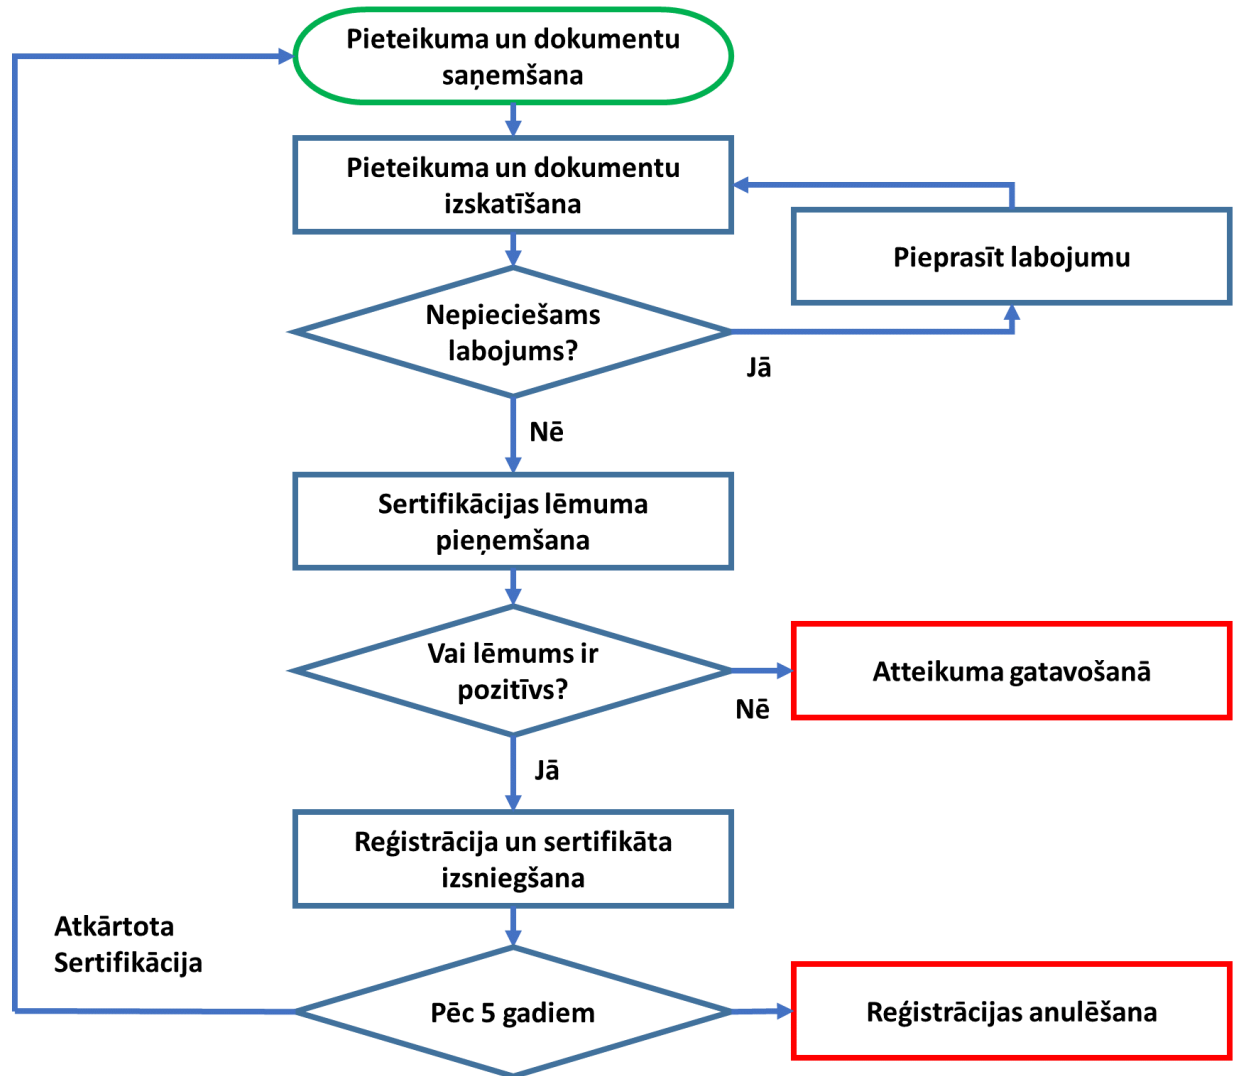 Pieteikuma un dokumentu
saņemšana
Pieteikuma un dokumentu
izskatīšana
Pieprasīt labojumu
Nepieciešams
labojums?
Jā
Nē
Sertifikācijas lēmuma
pieņemšana
Vai lēmums ir
pozitīvs?
Atteikuma gatavošanā
Nē
Jā
Reģistrācija un sertifikāta
izsniegšana
Atkārtota
Sertifikācija
Pēc 5 gadiem
Reģistrācijas anulēšana